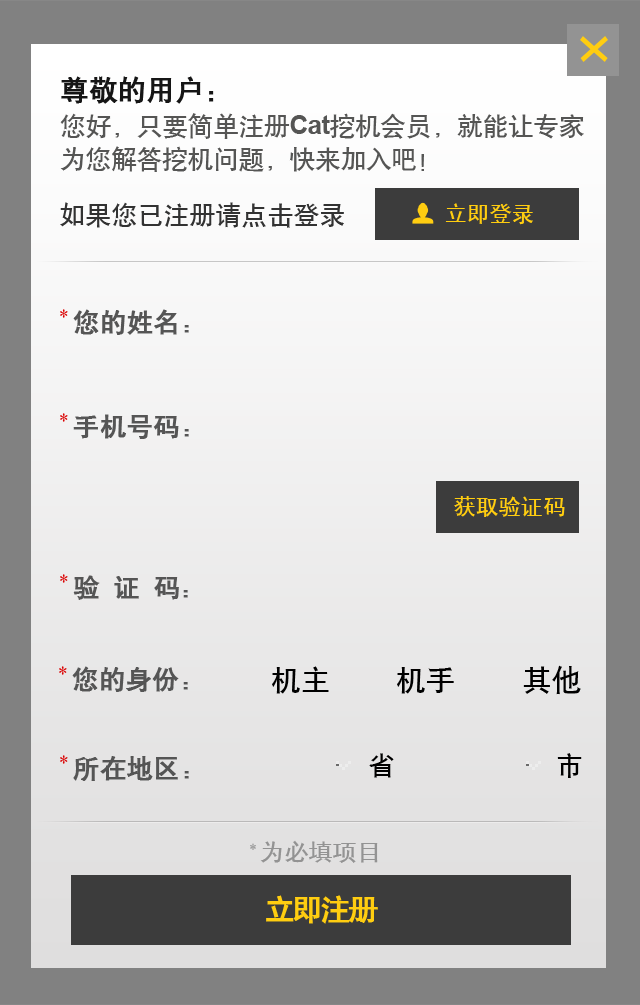 尊敬的用户：
您好，只要简单注册Cat挖机会员，就能让专家
为您解答挖机问题，快来加入吧！
如果您已注册请点击登录 立即登录
*您的姓名：
*手机号码：
获取验证码
*验 证 码：
*您的身份： 机主 机手 其他
*所在地区： 省 市
*为必填项目
立即注册